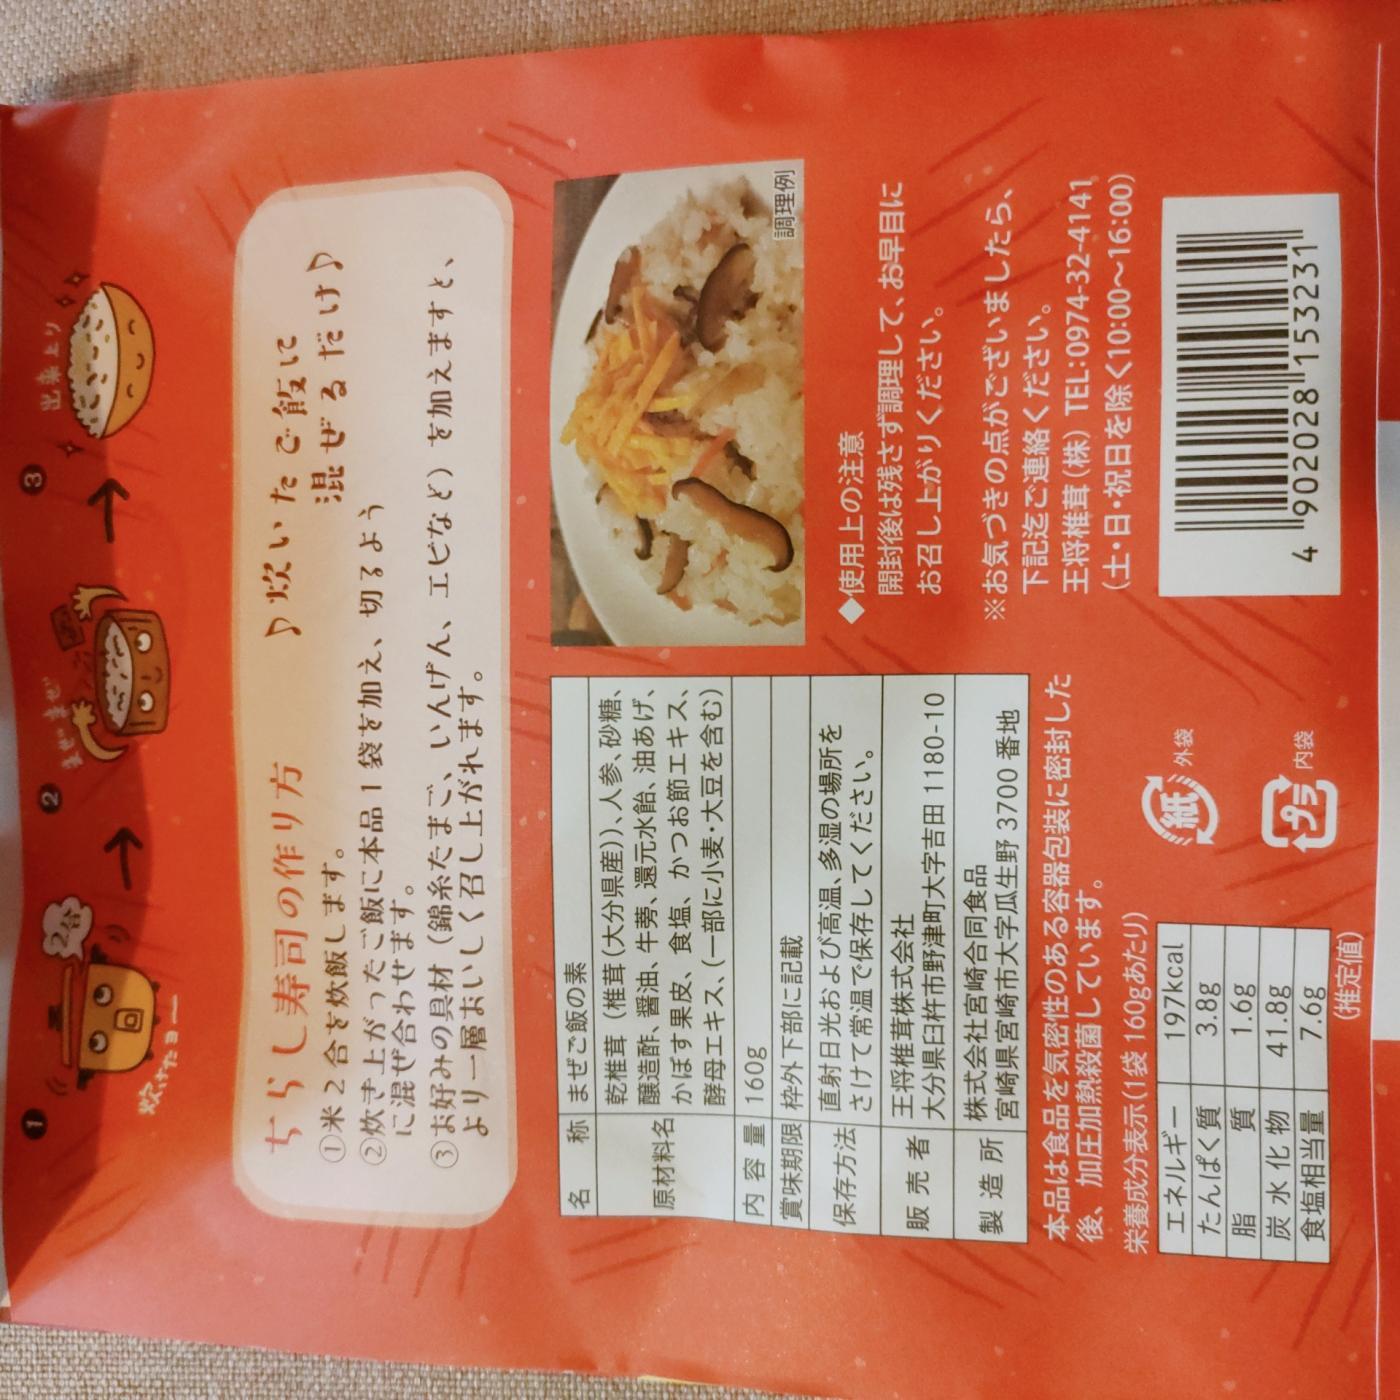 ①
炊けたョー
2合
②
まぜまぜ
③
出来上り
ちらし寿司の作り方
♪炊いたご飯に
混ぜるだけ♪
①米2合を炊飯します。
②炊き上がったご飯に本品1袋を加え、切るよう
に混ぜ合わせます。
③お好みの具材（錦糸たまご、いんげん、エビなど）を加えますと、
より一層おいしく召し上がれます。
名称 まぜご飯の素
原材料名 乾椎茸（椎茸(大分県産))、人参、砂糖、
醸造酢、醤油、牛蒡、還元水飴、油あげ、
かぼす果皮、食塩、かつお節エキス、
酵母エキス、(一部に小麦・大豆を含む)
内容量 160g
賞味期限 枠外下部に記載
保存方法 直射日光および高温、多湿の場所を
さけて常温で保存してください。
販売者 王将椎茸株式会社
大分県臼杵市野津町大字吉田1180-10
製造所 株式会社宮崎合同食品
宮崎県宮崎市大字瓜生野3700番地
本品は食品を気密性のある容器包装に密封した
後、加圧加熱殺菌しています。
栄養成分表示(1袋160gあたり)
エネルギー 197kcal
たんぱく質 3.8g
脂質 1.6g
炭水化物 41.8g
食塩相当量 7.6g
(推定値)
紙 外袋
プラ 内袋
調理例
◆使用上の注意
開封後は残さず調理して、お早目に
お召し上がりください。
※お気づきの点がございましたら、
下記迄ご連絡ください。
王将椎茸(株) TEL:0974-32-4141
(土・日・祝日を除く10:00～16:00)
4 902028 153231